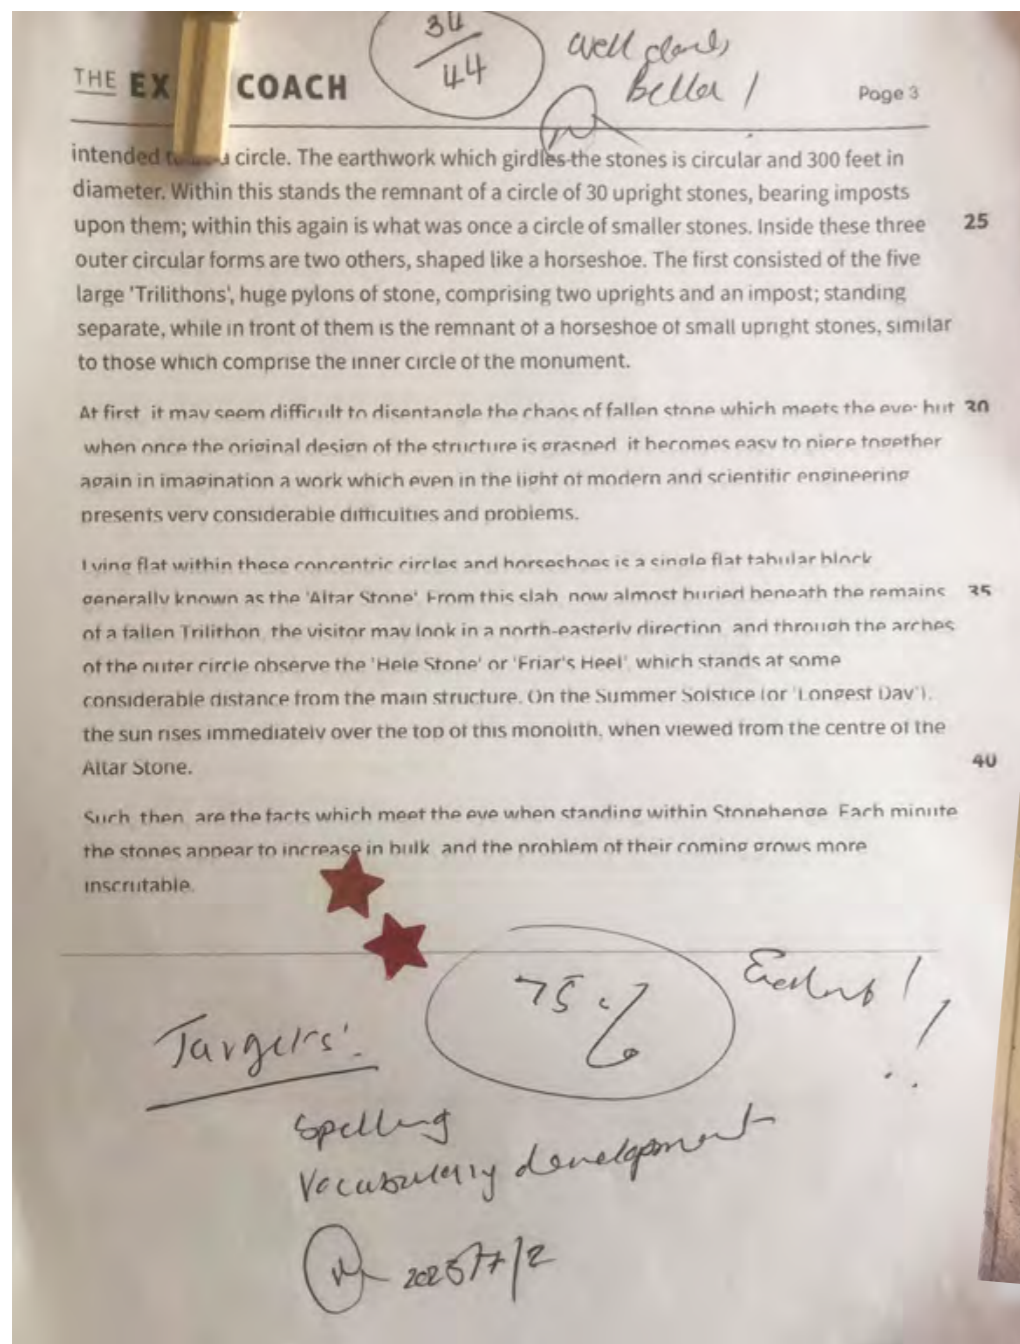 34
44
well done,
Better !
THE EX COACH
Page 3
intended a circle. The earthwork which girdles the stones is circular and 300 feet in
diameter. Within this stands the remnant of a circle of 30 upright stones, bearing imposts
upon them; within this again is what was once a circle of smaller stones. Inside these three 25
outer circular forms are two others, shaped like a horseshoe. The first consisted of the five
large 'Trilithons', huge pylons of stone, comprising two uprights and an impost; standing
separate, while in front of them is the remnant of a horseshoe of small upright stones, similar
to those which comprise the inner circle of the monument.
At first, it may seem difficult to disentangle the chaos of fallen stone which meets the eye; but 30
when once the original design of the structure is grasped, it becomes easy to piece together
again in imagination a work which even in the light of modern and scientific engineering
presents very considerable difficulties and problems.
Lying flat within these concentric circles and horseshoes is a single flat tabular block
generally known as the 'Altar Stone'. From this slab, now almost buried beneath the remains 35
of a fallen Trilithon, the visitor may look in a north-easterly direction, and through the arches
of the outer circle observe the 'Hele Stone' or 'Friar's Heel', which stands at some
considerable distance from the main structure. On the Summer Solstice (or 'Longest Day'),
the sun rises immediately over the top of this monolith, when viewed from the centre of the
Altar Stone. 40
Such, then, are the facts which meet the eye when standing within Stonehenge. Each minute
the stones appear to increase in bulk, and the problem of their coming grows more
inscrutable.
75%
Targets:
Spelling
Vocabulary development